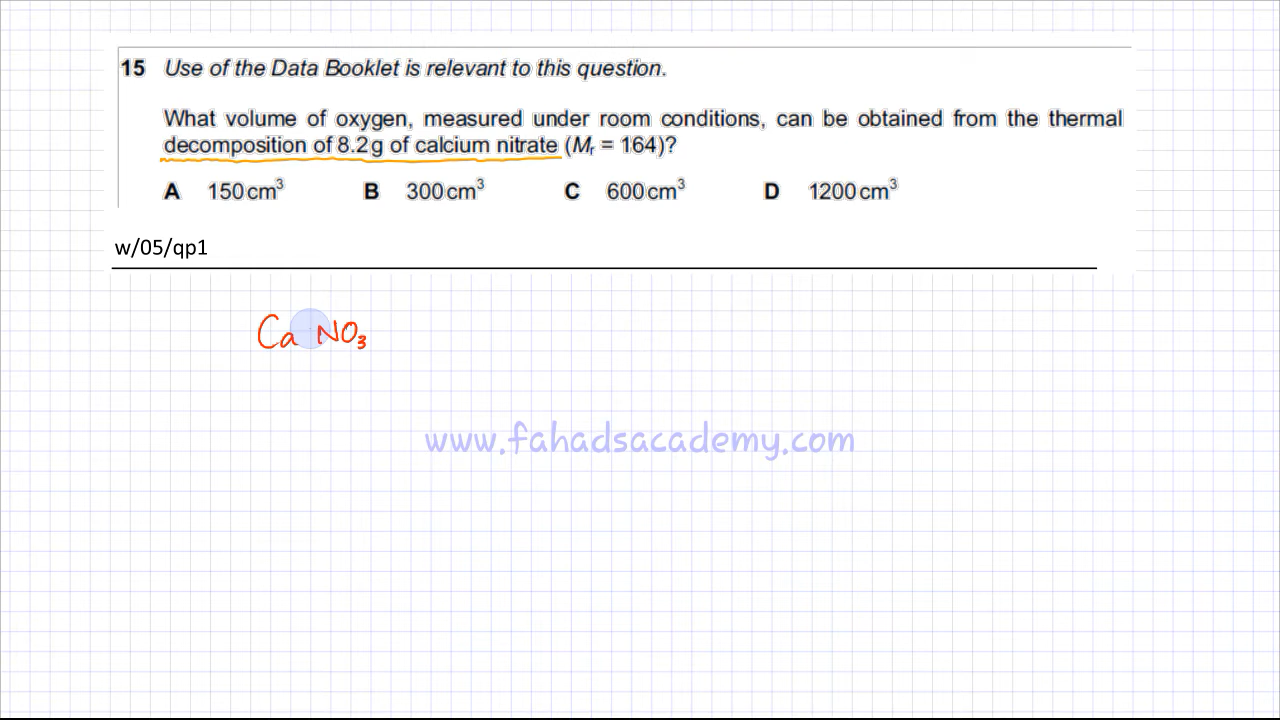 15 Use of the Data Booklet is relevant to this question.
What volume of oxygen, measured under room conditions, can be obtained from the thermal
decomposition of 8.2g of calcium nitrate (Mᵣ = 164)?
A 150cm³ B 300cm³ C 600cm³ D 1200cm³
w/05/qp1
Ca NO₃
www.fahadsacademy.com